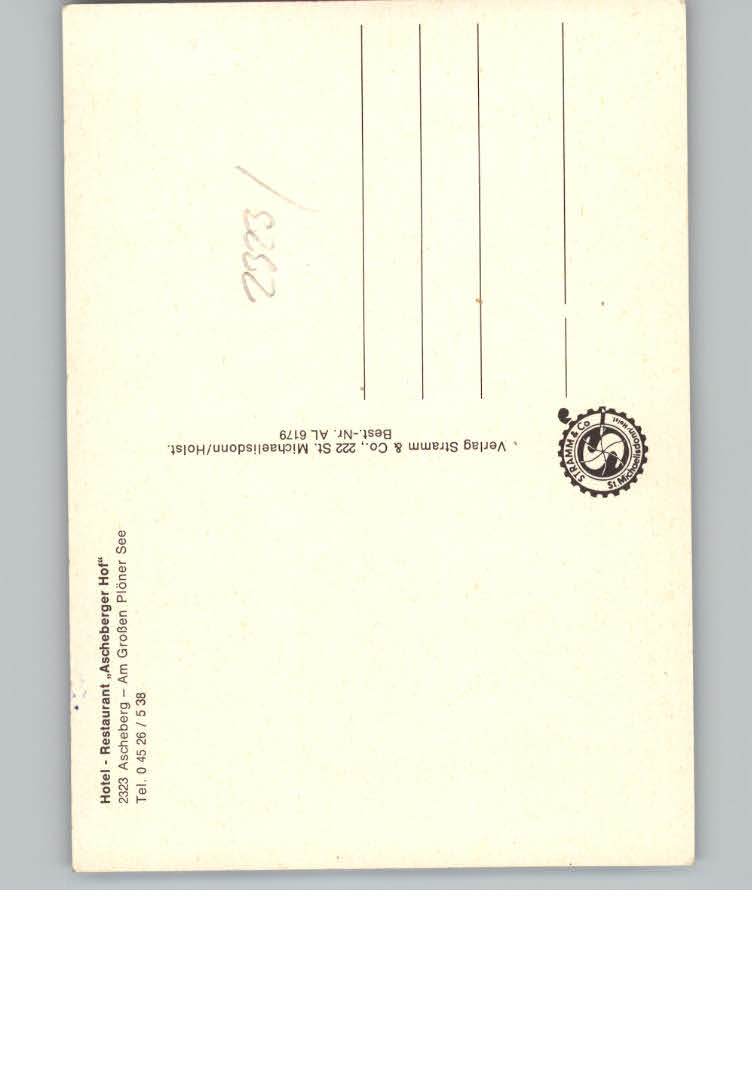 Hotel - Restaurant „Ascheberger Hof“
2323 Ascheberg – Am Großen Plöner See
Tel. 0 45 26 / 5 38
2323 /
Verlag Stramm & Co., 222 St. Michaelisdonn/Holst.
Best.-Nr. AL 6179
STRAMM & Co
St. Michaelisdonn/Holst.